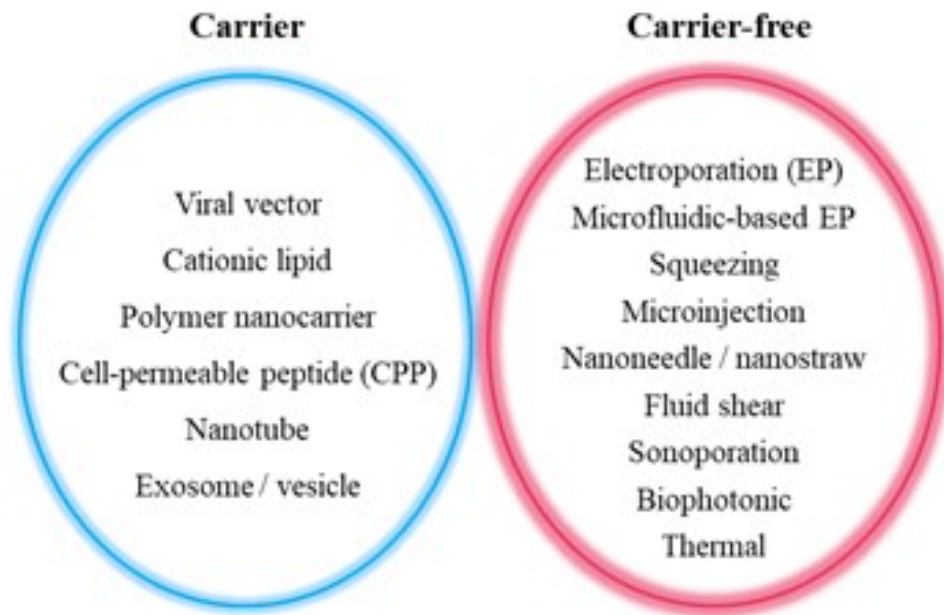 Carrier
Carrier-free
Viral vector
Cationic lipid
Polymer nanocarrier
Cell-permeable peptide (CPP)
Nanotube
Exosome / vesicle
Electroporation (EP)
Microfluidic-based EP
Squeezing
Microinjection
Nanoneedle / nanostraw
Fluid shear
Sonoporation
Biophotonic
Thermal